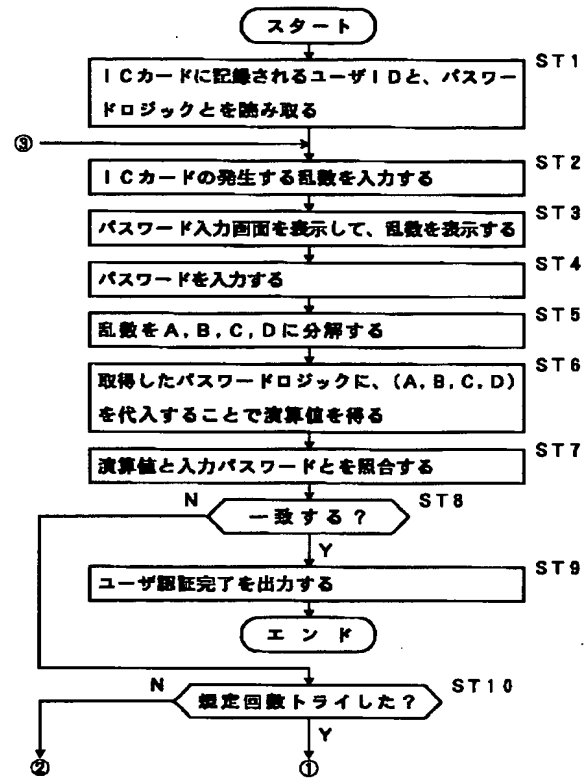 スタート
ST1
ICカードに記録されるユーザIDと、パスワー
ドロジックとを読み取る
③
ST2
ICカードの発生する乱数を入力する
ST3
パスワード入力画面を表示して、乱数を表示する
ST4
パスワードを入力する
ST5
乱数をA,B,C,Dに分解する
ST6
取得したパスワードロジックに、(A,B,C,D)
を代入することで演算値を得る
ST7
演算値と入力パスワードとを照合する
N
ST8
一致する?
Y
ST9
ユーザ認証完了を出力する
エンド
N
ST10
規定回数トライした?
Y
②
①